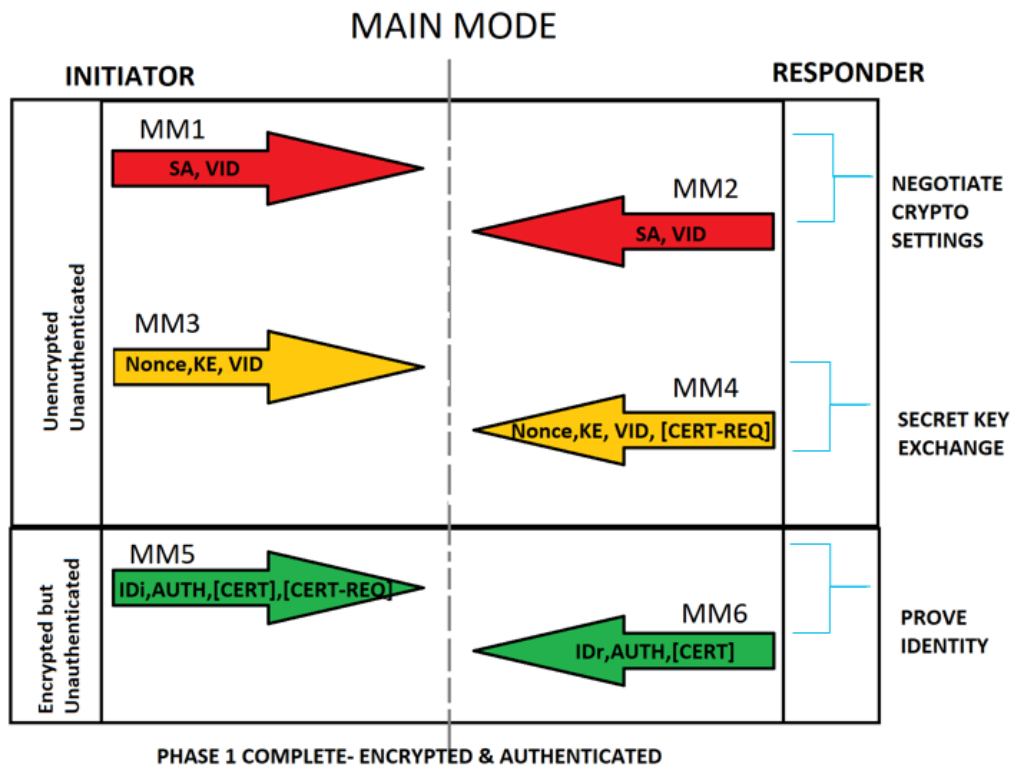 MAIN MODE
INITIATOR
RESPONDER
MM1
SA, VID
MM2
SA, VID
NEGOTIATE
CRYPTO
SETTINGS
Unencrypted
Unanuthenticated
MM3
Nonce,KE, VID
MM4
Nonce,KE, VID, [CERT-REQ]
SECRET KEY
EXCHANGE
Encrypted but
Unauthenticated
MM5
IDi,AUTH,[CERT],[CERT-REQ]
MM6
IDr,AUTH,[CERT]
PROVE
IDENTITY
PHASE 1 COMPLETE- ENCRYPTED & AUTHENTICATED